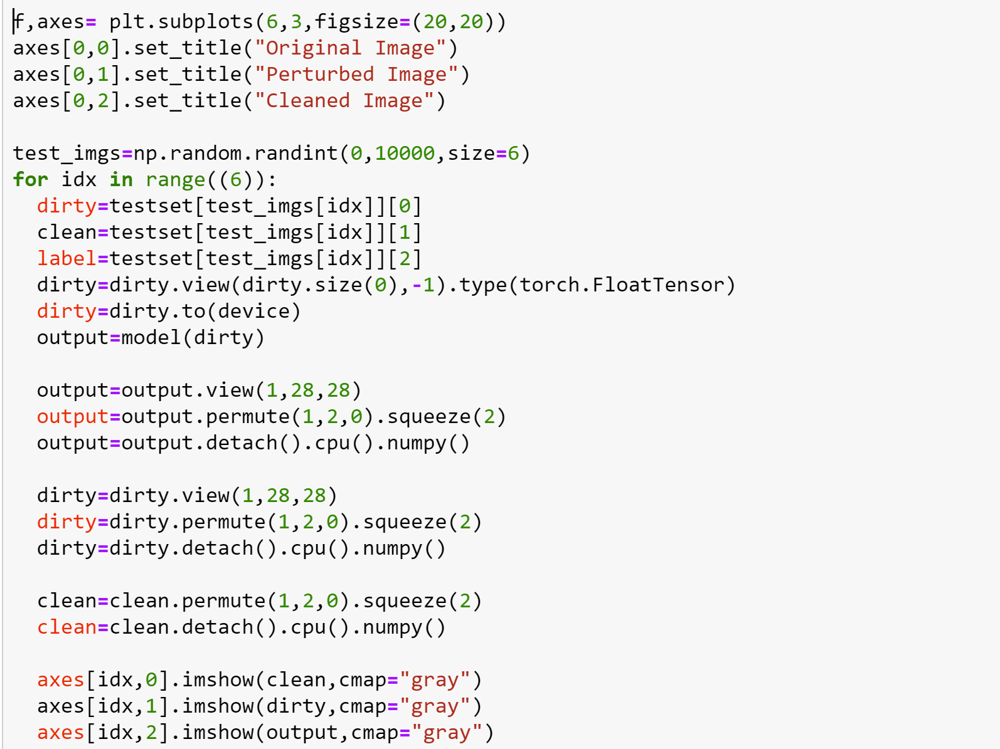 f,axes= plt.subplots(6,3,figsize=(20,20))
axes[0,0].set_title("Original Image")
axes[0,1].set_title("Perturbed Image")
axes[0,2].set_title("Cleaned Image")

test_imgs=np.random.randint(0,10000,size=6)
for idx in range((6)):
  dirty=testset[test_imgs[idx]][0]
  clean=testset[test_imgs[idx]][1]
  label=testset[test_imgs[idx]][2]
  dirty=dirty.view(dirty.size(0),-1).type(torch.FloatTensor)
  dirty=dirty.to(device)
  output=model(dirty)

  output=output.view(1,28,28)
  output=output.permute(1,2,0).squeeze(2)
  output=output.detach().cpu().numpy()

  dirty=dirty.view(1,28,28)
  dirty=dirty.permute(1,2,0).squeeze(2)
  dirty=dirty.detach().cpu().numpy()

  clean=clean.permute(1,2,0).squeeze(2)
  clean=clean.detach().cpu().numpy()

  axes[idx,0].imshow(clean,cmap="gray")
  axes[idx,1].imshow(dirty,cmap="gray")
  axes[idx,2].imshow(output,cmap="gray")